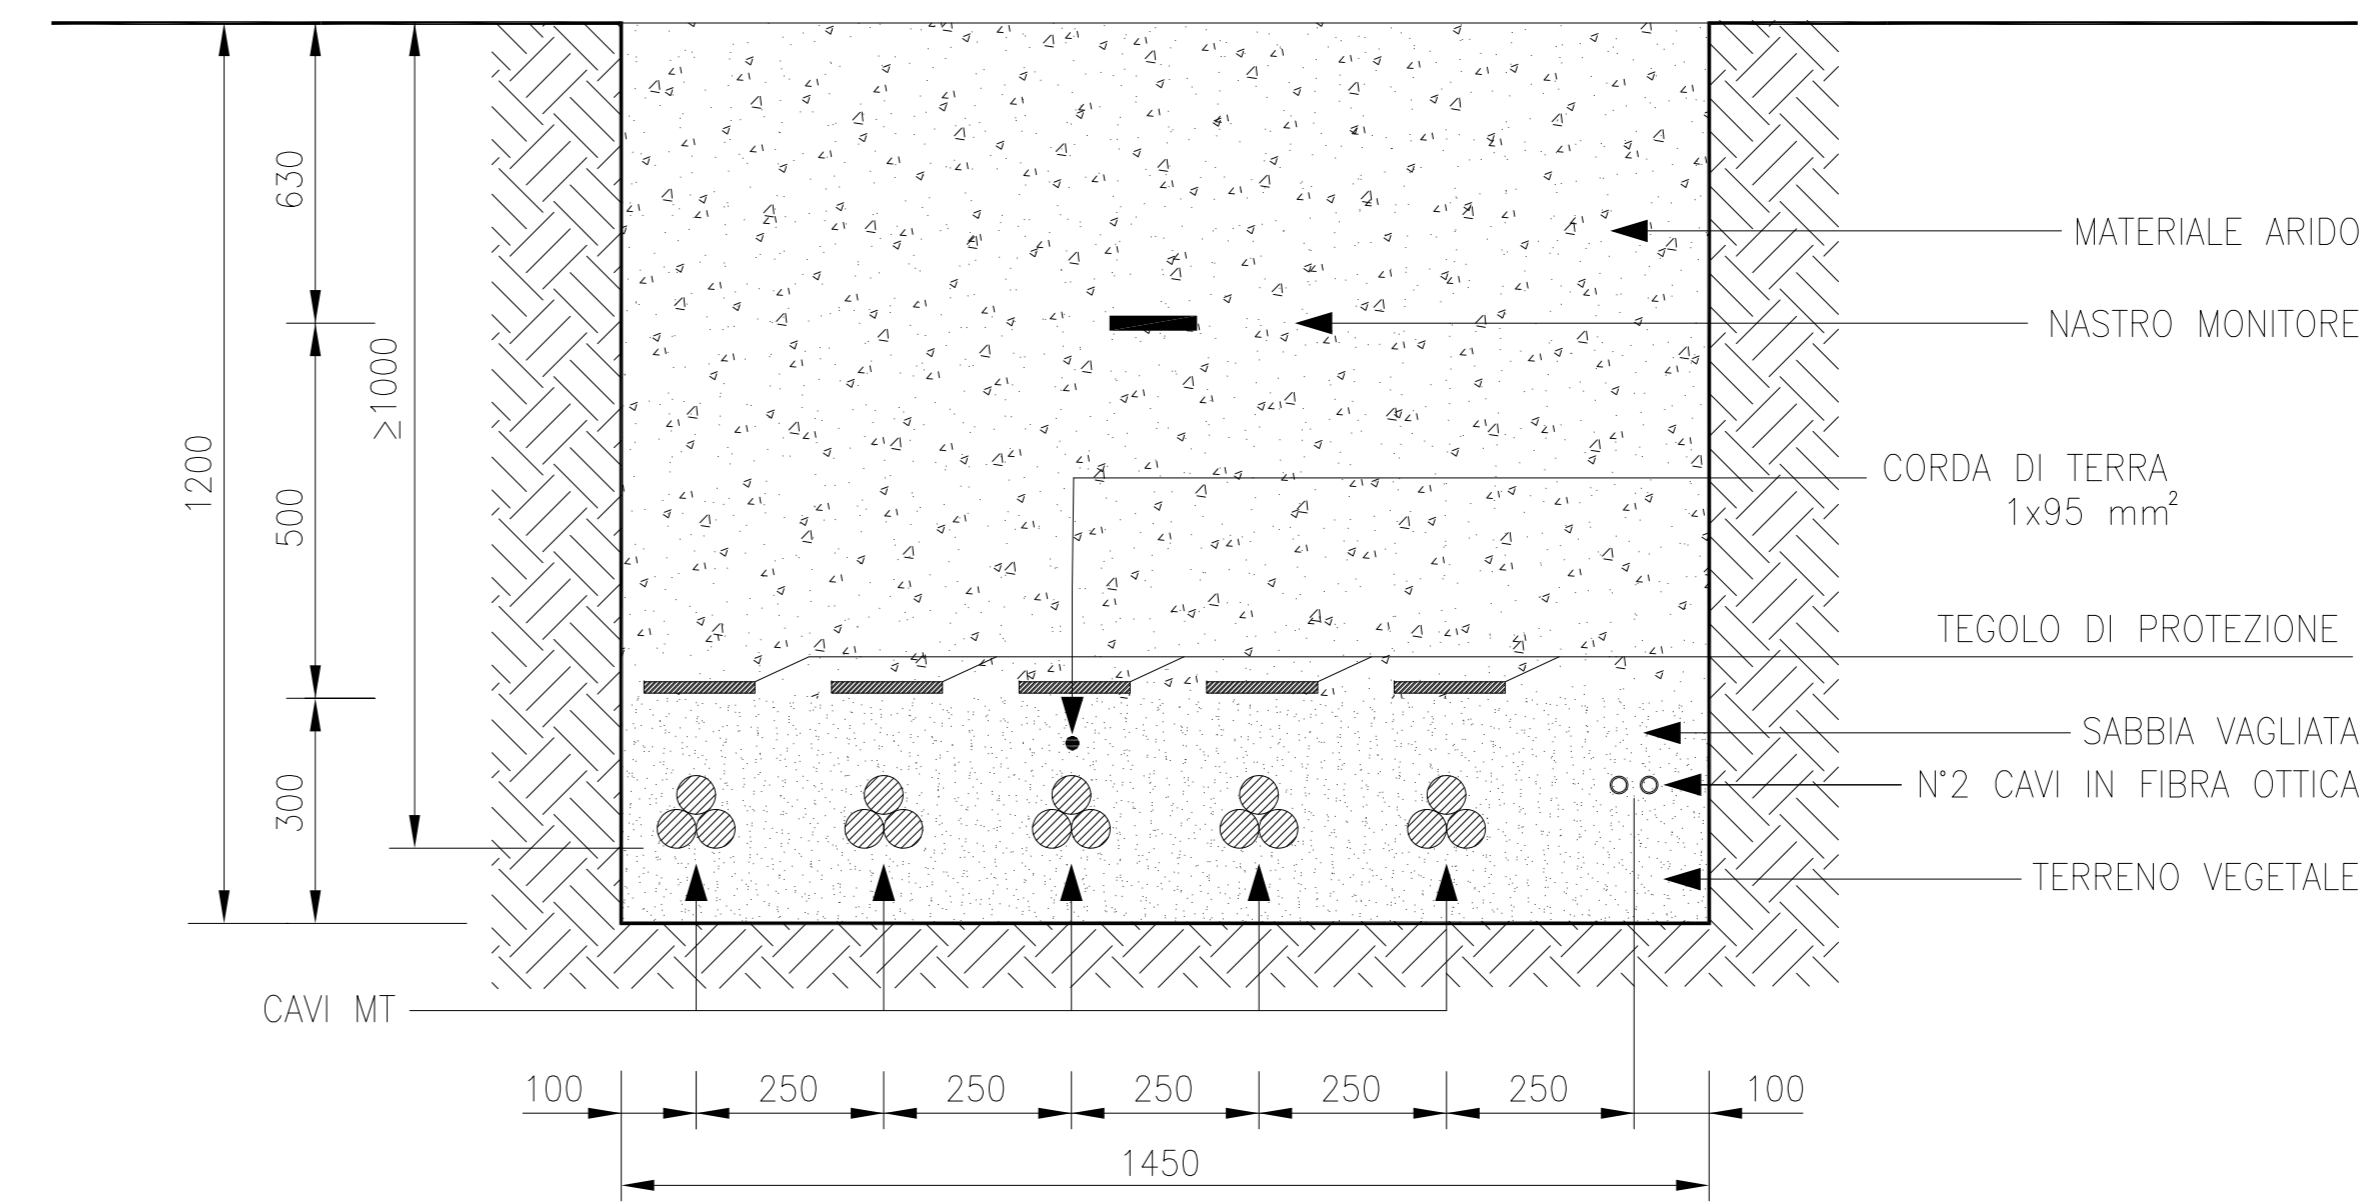 630
500
300
1200
≥1000
MATERIALE ARIDO
NASTRO MONITORE
CORDA DI TERRA
1x95 mm²
TEGOLO DI PROTEZIONE
SABBIA VAGLIATA
N°2 CAVI IN FIBRA OTTICA
TERRENO VEGETALE
CAVI MT
100 250 250 250 250 250 100
1450